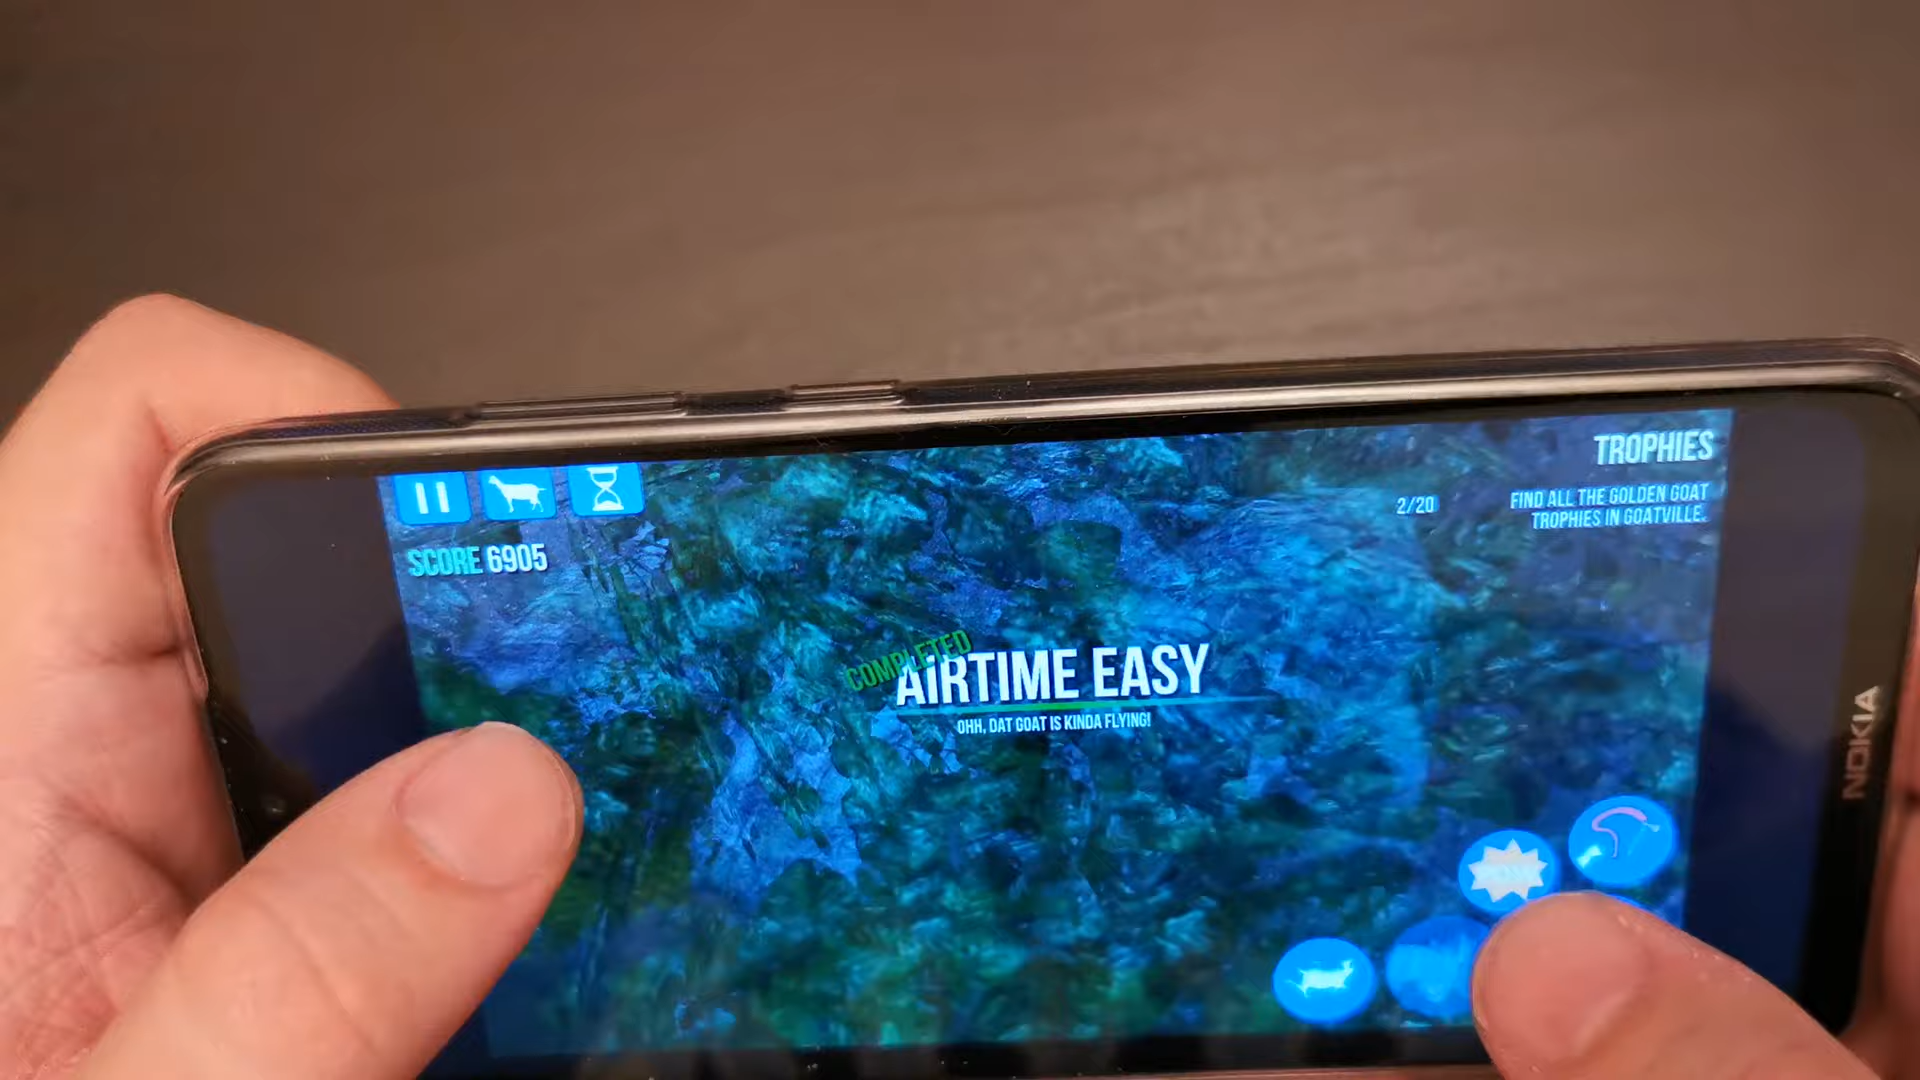 TROPHIES
2/20
FIND ALL THE GOLDEN GOAT
TROPHIES IN GOATVILLE.
SCORE 6905
COMPLETED
AIRTIME EASY
OHH, DAT GOAT IS KINDA FLYING!
NOKIA